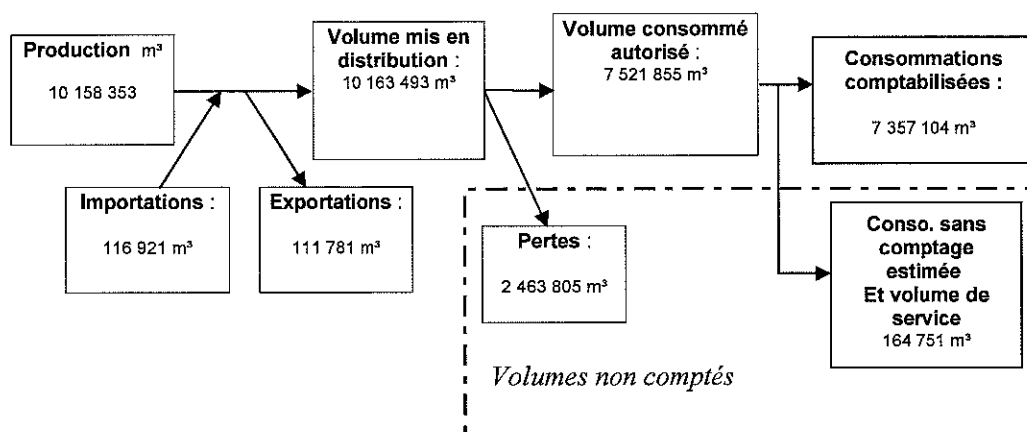 Production m³
10 158 353
Volume mis en
distribution :
10 163 493 m³
Volume consommé
autorisé :
7 521 855 m³
Consommations
comptabilisées :
7 357 104 m³
Importations :
116 921 m³
Exportations :
111 781 m³
Pertes :
2 463 805 m³
Conso. sans
comptage
estimée
Et volume de
service
164 751 m³
Volumes non comptés